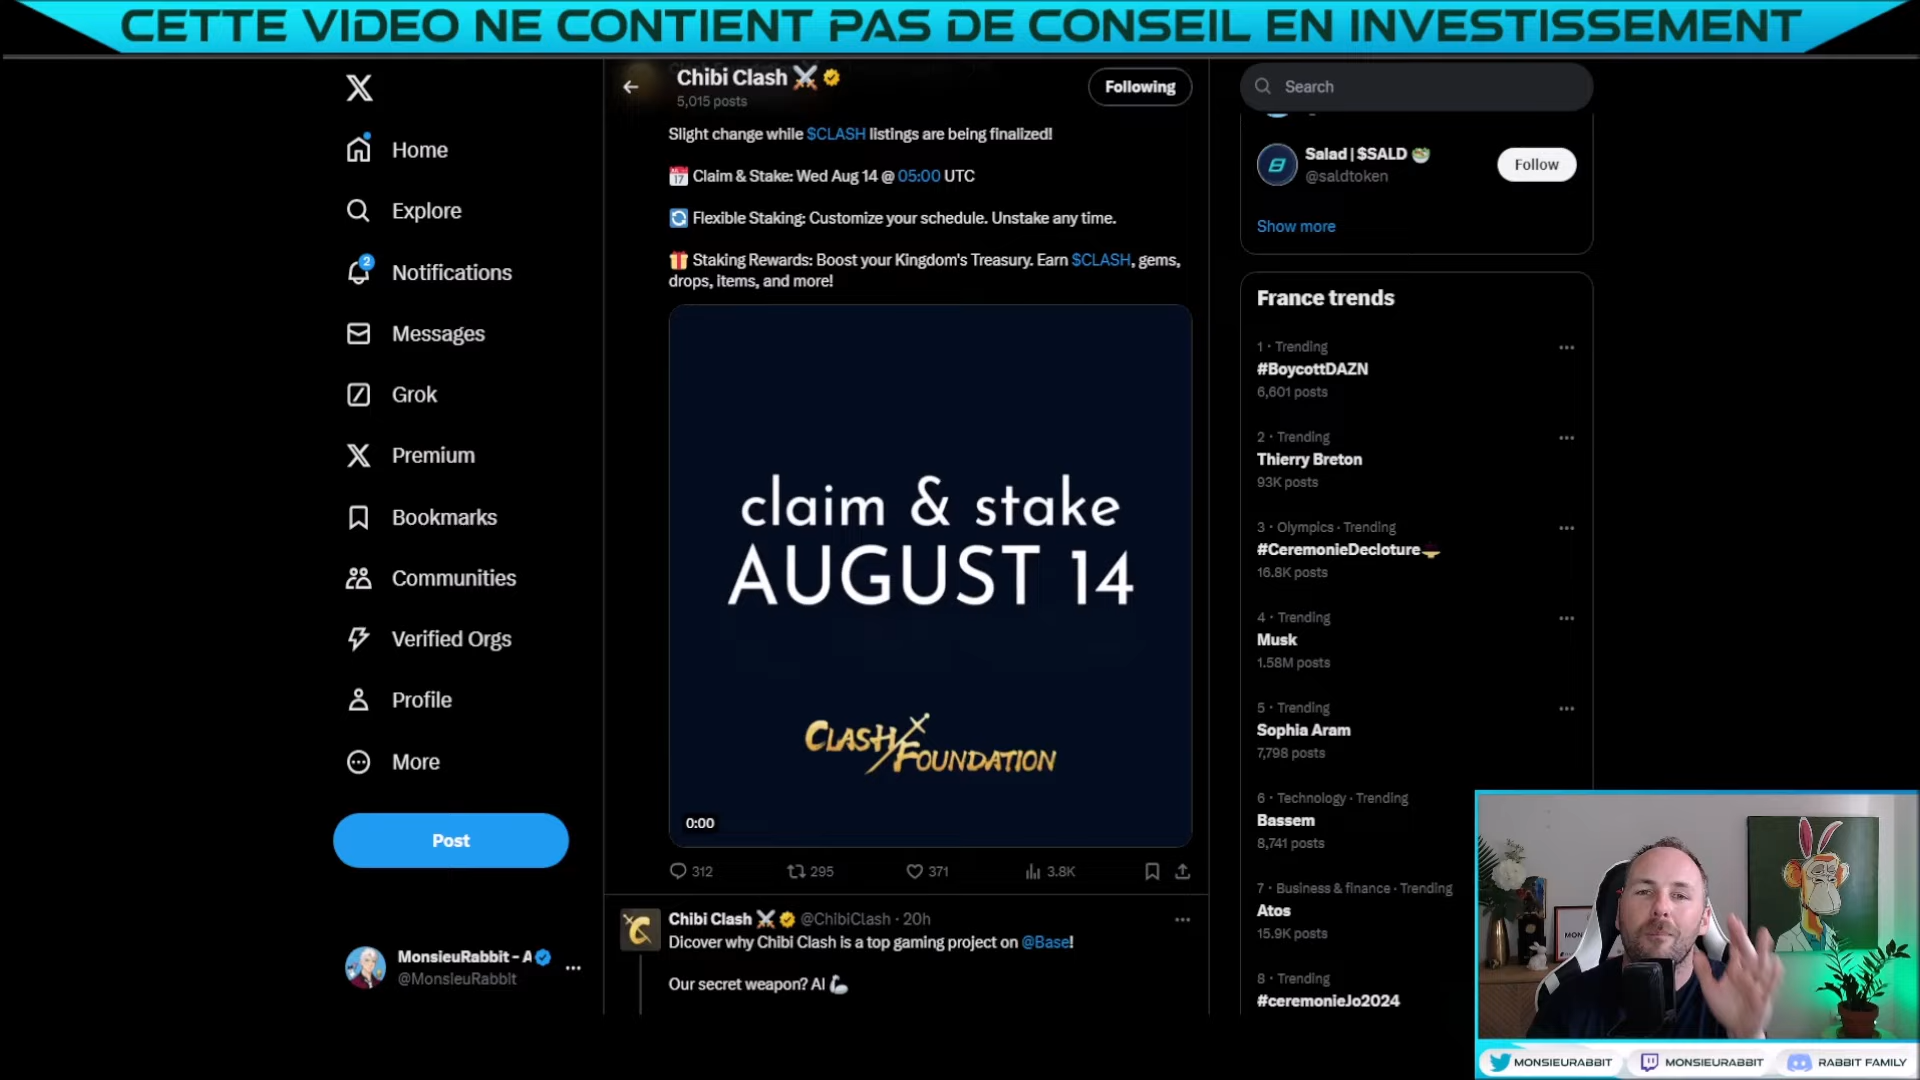 CETTE VIDEO NE CONTIENT PAS DE CONSEIL EN INVESTISSEMENT
Home
Explore
2
Notifications
Messages
Grok
Premium
Bookmarks
Communities
Verified Orgs
Profile
More
Post
MonsieuRabbit - A
@MonsieuRabbIt
Chibi Clash
5,015 posts
Following
Slight change while $CLASH listings are being finalized!
17 Claim & Stake: Wed Aug 14 @ 05:00 UTC
Flexible Staking: Customize your schedule. Unstake any time.
Staking Rewards: Boost your Kingdom's Treasury. Earn $CLASH, gems,
drops, items, and more!
claim & stake
AUGUST 14
CLASH FOUNDATION
0:00
312 295 371 3.8K
Chibi Clash @ChibiClash · 20h
Dicover why Chibi Clash is a top gaming project on @Base!
Our secret weapon? AI
Search
Salad | $SALD
@saldtoken
Follow
Show more
France trends
1 · Trending
#BoycottDAZN
6,601 posts
2 · Trending
Thierry Breton
93K posts
3 · Olympics · Trending
#CeremonieDecloture
16.8K posts
4 · Trending
Musk
1.58M posts
5 · Trending
Sophia Aram
7,798 posts
6 · Technology · Trending
Bassem
8,741 posts
7 · Business & finance · Trending
Atos
15.9K posts
8 · Trending
#ceremonieJo2024
MON
MONSIEURABBIT MONSIEURABBIT RABBIT FAMILY